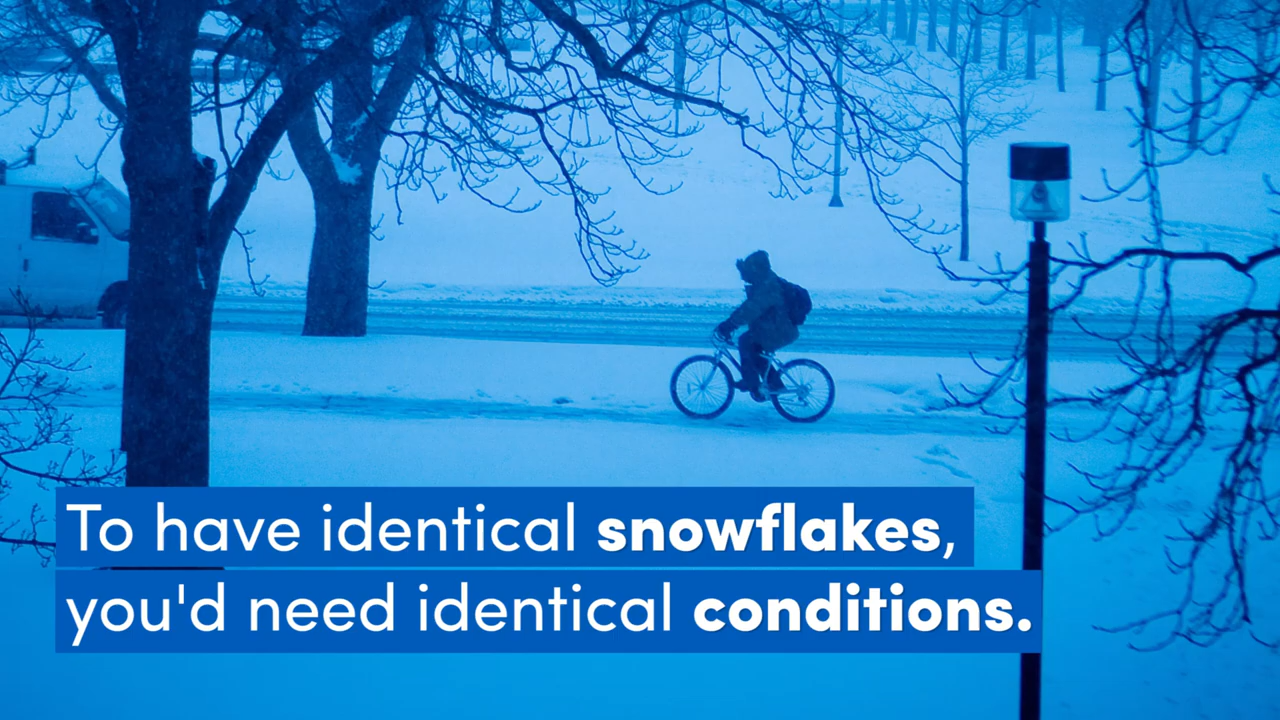 To have identical snowflakes,
you'd need identical conditions.